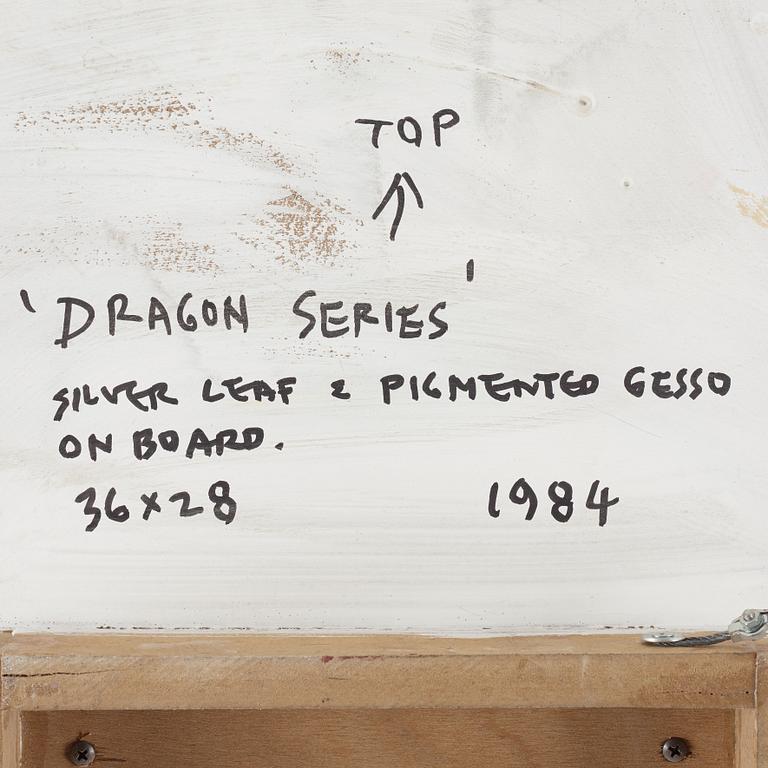 TOP
↑
'DRAGON SERIES'
SILVER LEAF & PIGMENTED GESSO
ON BOARD.
36x28 1984